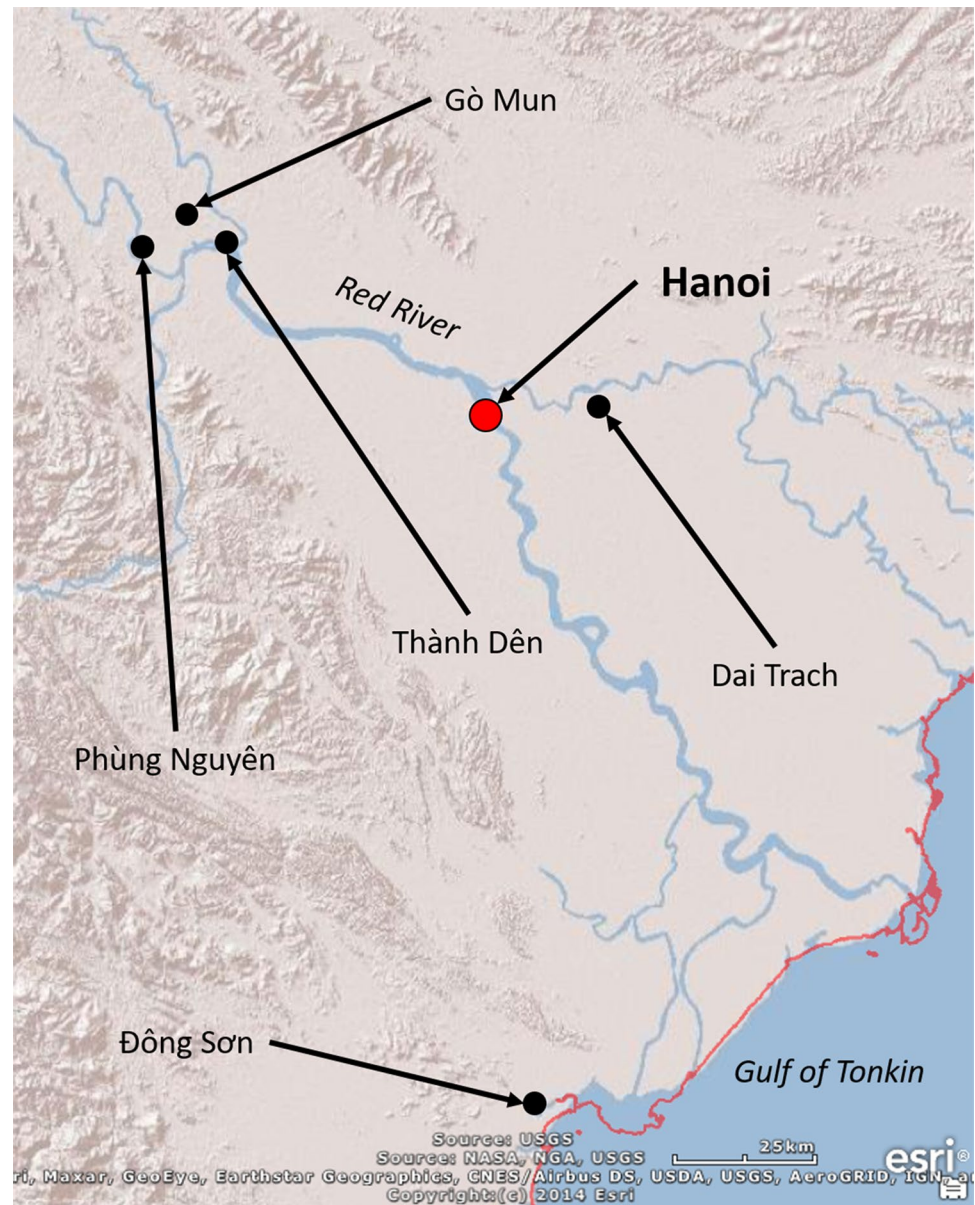 Gò Mun
Hanoi
Red River
Thành Dên
Dai Trach
Phùng Nguyên
Đông Sơn
Gulf of Tonkin
Source: USGS
Source: NASA, NGA, USGS
25km
esri®
ri, Maxar, GeoEye, Earthstar Geographics, CNES/Airbus DS, USDA, USGS, AeroGRID, IGN, a
Copyright:(c) 2014 Esri